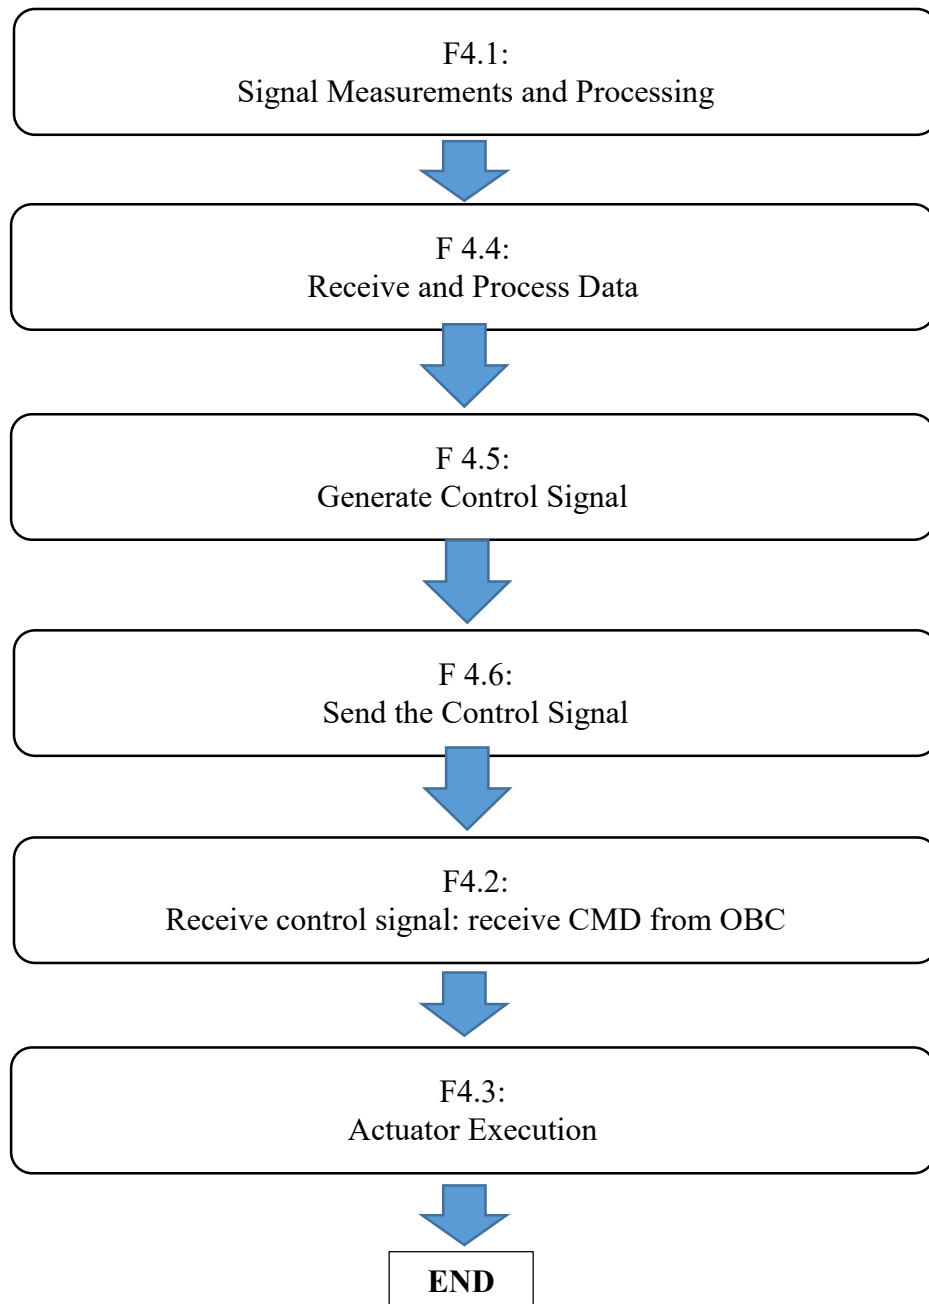 F4.1:
Signal Measurements and Processing
F 4.4:
Receive and Process Data
F 4.5:
Generate Control Signal
F 4.6:
Send the Control Signal
F4.2:
Receive control signal: receive CMD from OBC
F4.3:
Actuator Execution
END